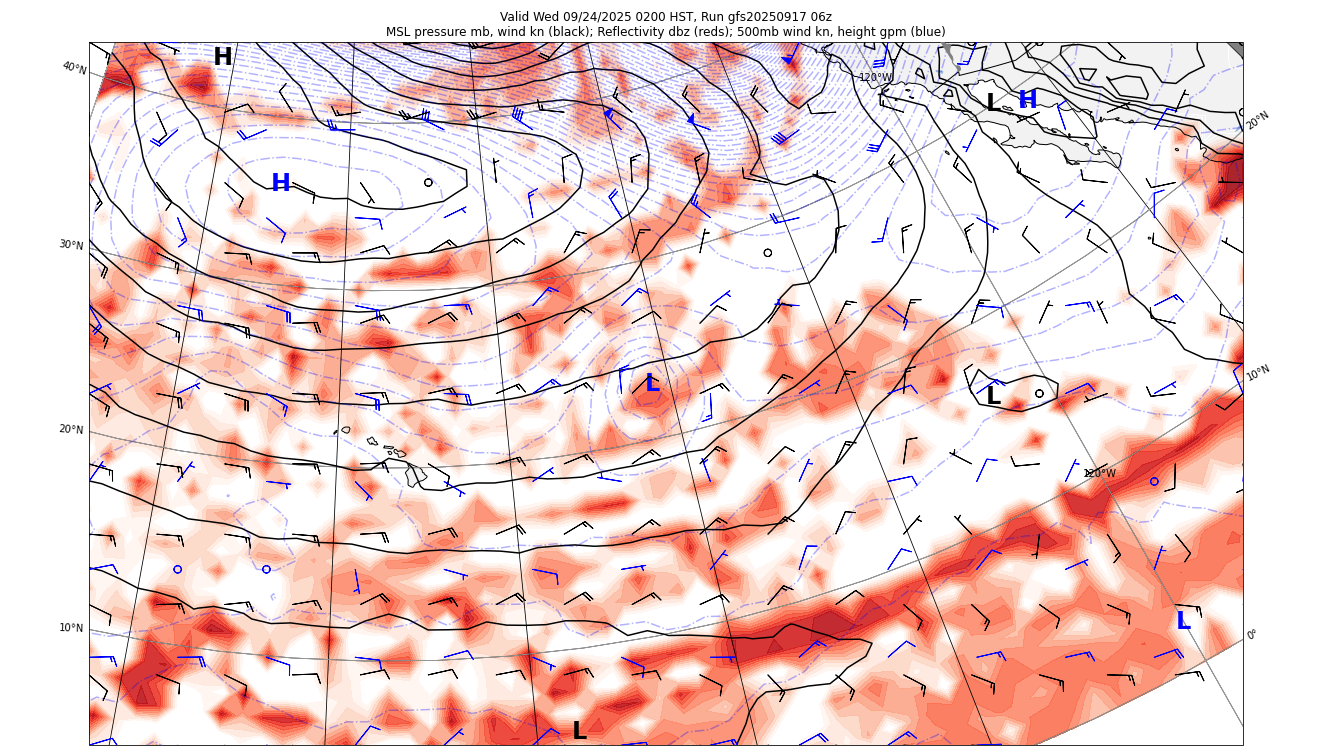 Valid Wed 09/24/2025 0200 HST, Run gfs20250917 06z
MSL pressure mb, wind kn (black); Reflectivity dbz (reds); 500mb wind kn, height gpm (blue)
H
40°N
120°W
L H
20°N
H
30°N
10°N
L
L
20°N
120°W
10°N
L
0°
L